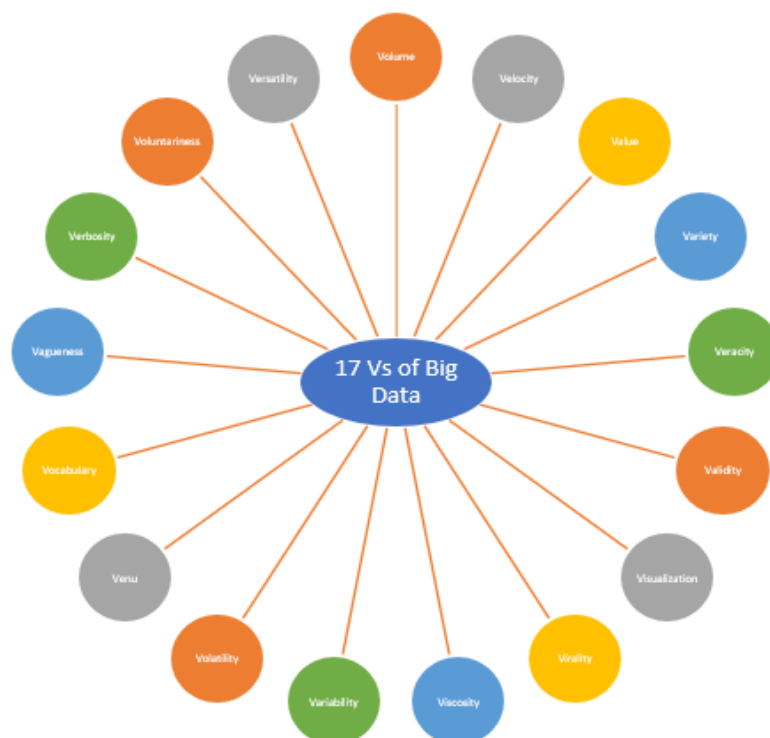 Volume
Velocity
Value
Variety
Veracity
Validity
Visualization
Virality
Viscosity
Variability
Volatility
Venu
Vocabulary
Vagueness
Verbosity
Voluntariness
Versatility
17 Vs of Big
Data